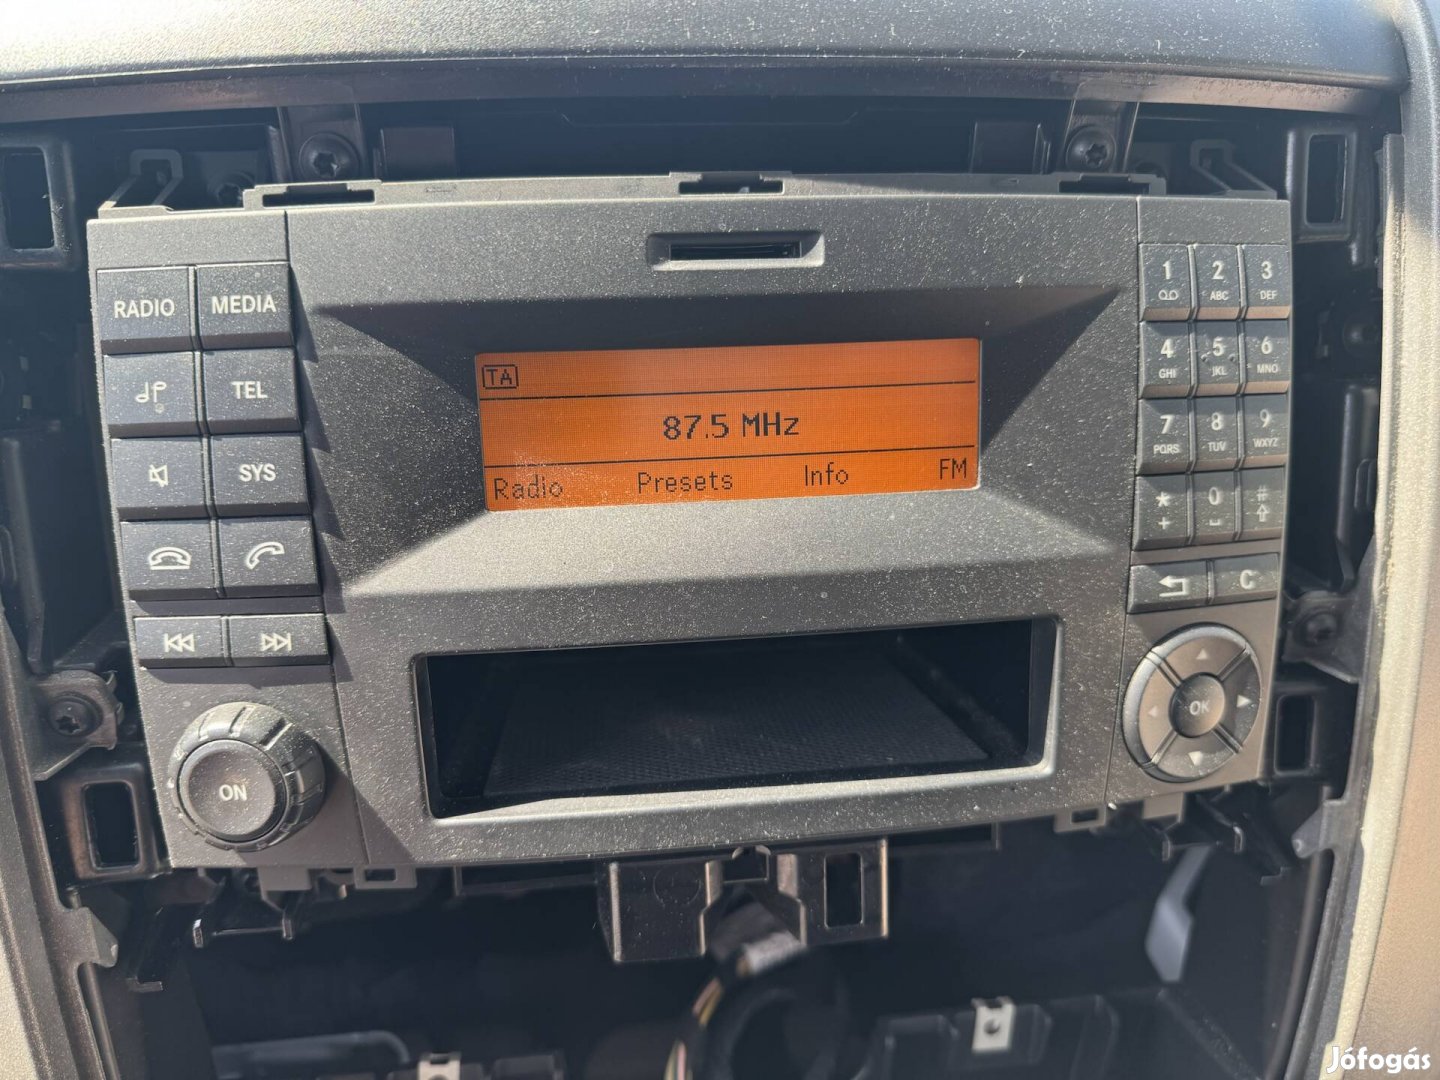 RADIO MEDIA
TEL
SYS
ON
TA
87.5 MHz
Radio Presets Info FM
1 2 ABC 3 DEF
4 GHI 5 JKL 6 MNO
7 PQRS 8 TUV 9 WXYZ
* + 0 #
C
OK
Jófogás